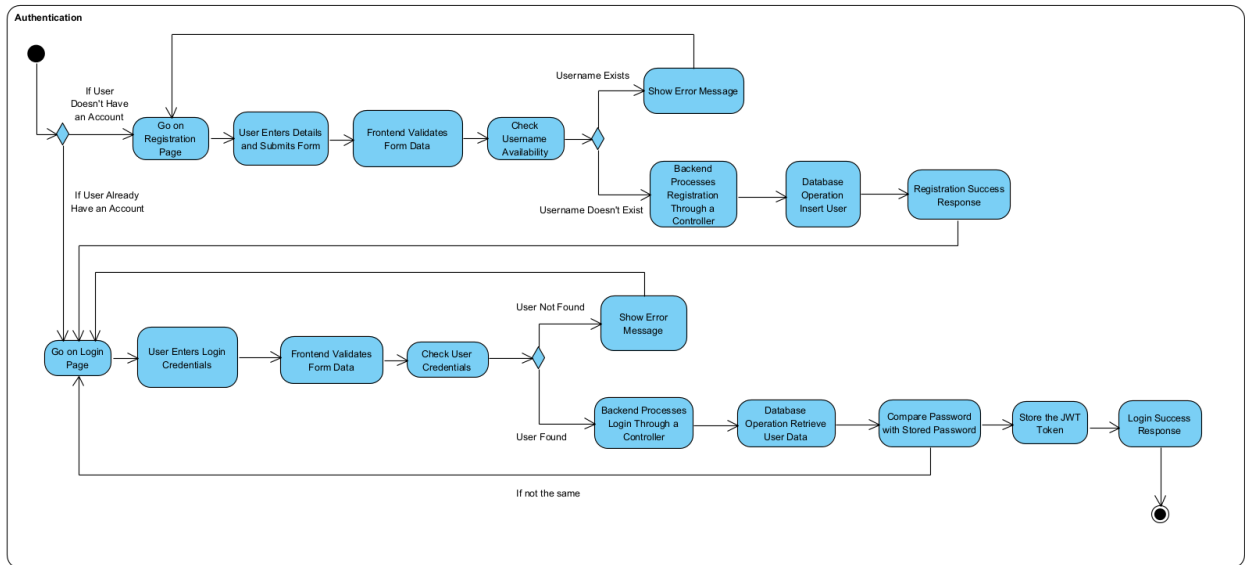 Authentication
If User
Doesn't Have
an Account
Go on
Registration
Page
User Enters Details
and Submits Form
Frontend Validates
Form Data
Check
Username
Availability
Username Exists
Show Error Message
Username Doesn't Exist
Backend
Processes
Registration
Through a
Controller
Database
Operation
Insert User
Registration Success
Response
If User Already
Have an Account
Go on Login
Page
User Enters Login
Credentials
Frontend Validates
Form Data
Check User
Credentials
User Not Found
Show Error
Message
User Found
Backend Processes
Login Through a
Controller
Database
Operation Retrieve
User Data
Compare Password
with Stored Password
Store the JWT
Token
Login Success
Response
If not the same